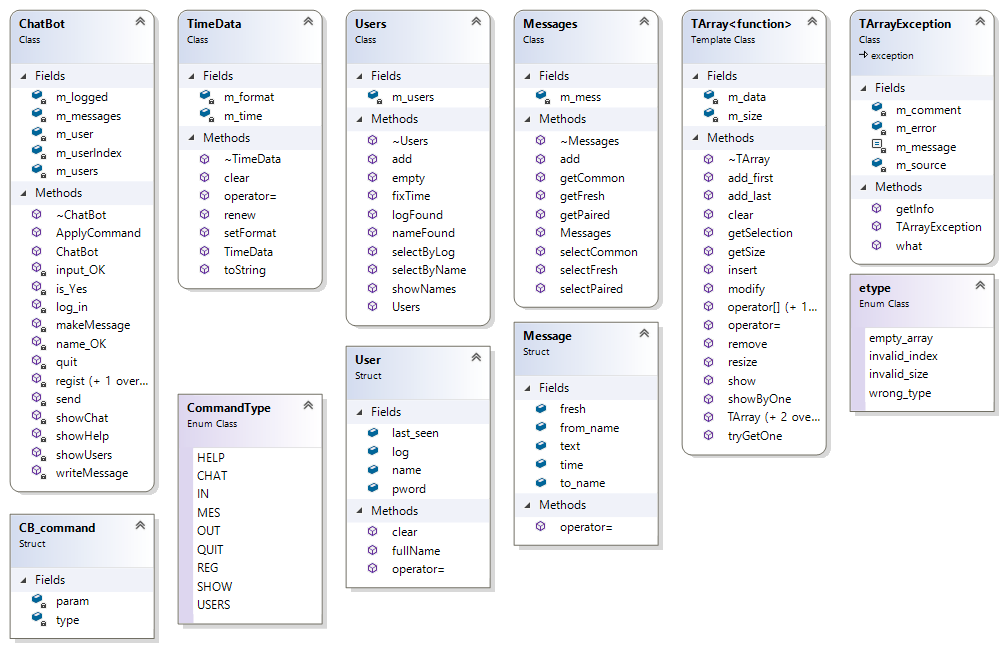 ChatBot
Class
Fields
m_logged
m_messages
m_user
m_userIndex
m_users
Methods
~ChatBot
ApplyCommand
ChatBot
input_OK
is_Yes
log_in
makeMessage
name_OK
quit
regist (+ 1 over...
send
showChat
showHelp
showUsers
writeMessage
CB_command
Struct
Fields
param
type
TimeData
Class
Fields
m_format
m_time
Methods
~TimeData
clear
operator=
renew
setFormat
TimeData
toString
CommandType
Enum Class
HELP
CHAT
IN
MES
OUT
QUIT
REG
SHOW
USERS
Users
Class
Fields
m_users
Methods
~Users
add
empty
fixTime
logFound
nameFound
selectByLog
selectByName
showNames
Users
User
Struct
Fields
last_seen
log
name
pword
Methods
clear
fullName
operator=
Messages
Class
Fields
m_mess
Methods
~Messages
add
getCommon
getFresh
getPaired
Messages
selectCommon
selectFresh
selectPaired
Message
Struct
Fields
fresh
from_name
text
time
to_name
Methods
operator=
TArray<function>
Template Class
Fields
m_data
m_size
Methods
~TArray
add_first
add_last
clear
getSelection
getSize
insert
modify
operator[] (+ 1...
operator=
remove
resize
show
showByOne
TArray (+ 2 ove...
tryGetOne
TArrayException
Class
exception
Fields
m_comment
m_error
m_message
m_source
Methods
getInfo
TArrayException
what
etype
Enum Class
empty_array
invalid_index
invalid_size
wrong_type